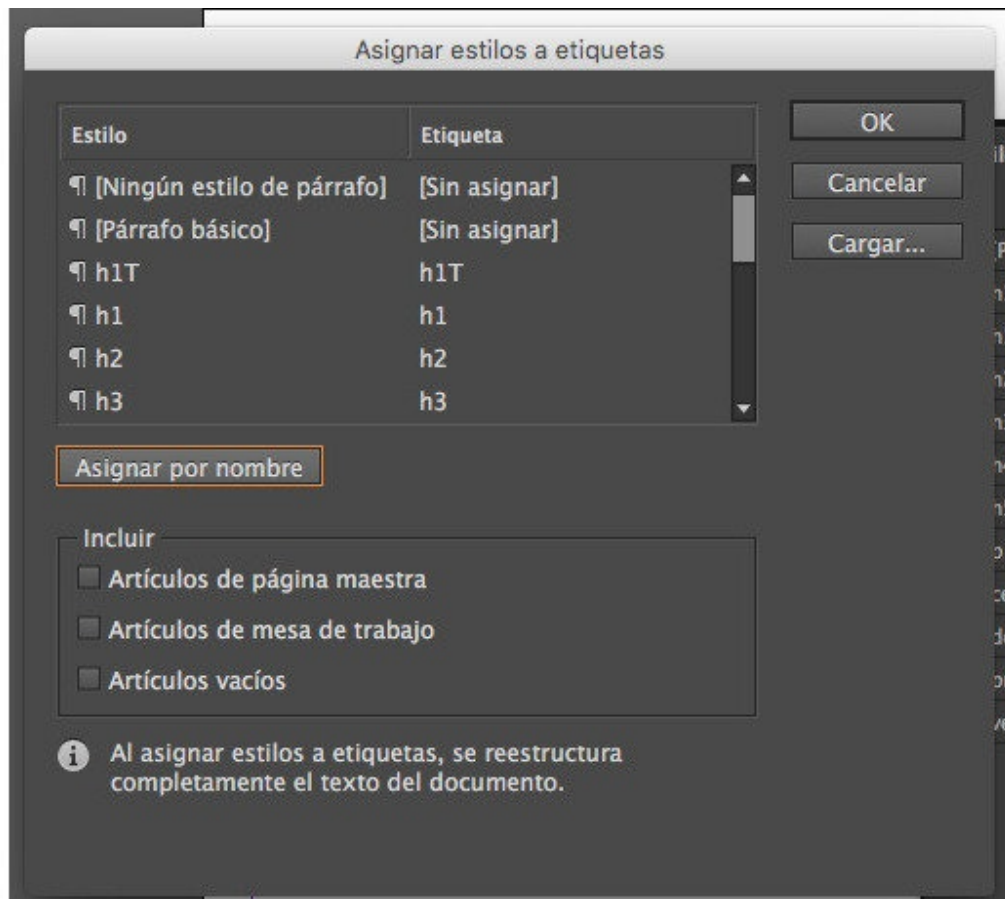 Asignar estilos a etiquetas
Estilo Etiqueta
¶ [Ningún estilo de párrafo] [Sin asignar]
¶ [Párrafo básico] [Sin asignar]
¶ h1T h1T
¶ h1 h1
¶ h2 h2
¶ h3 h3
OK
Cancelar
Cargar...
Asignar por nombre
Incluir
Artículos de página maestra
Artículos de mesa de trabajo
Artículos vacíos
Al asignar estilos a etiquetas, se reestructura
completamente el texto del documento.